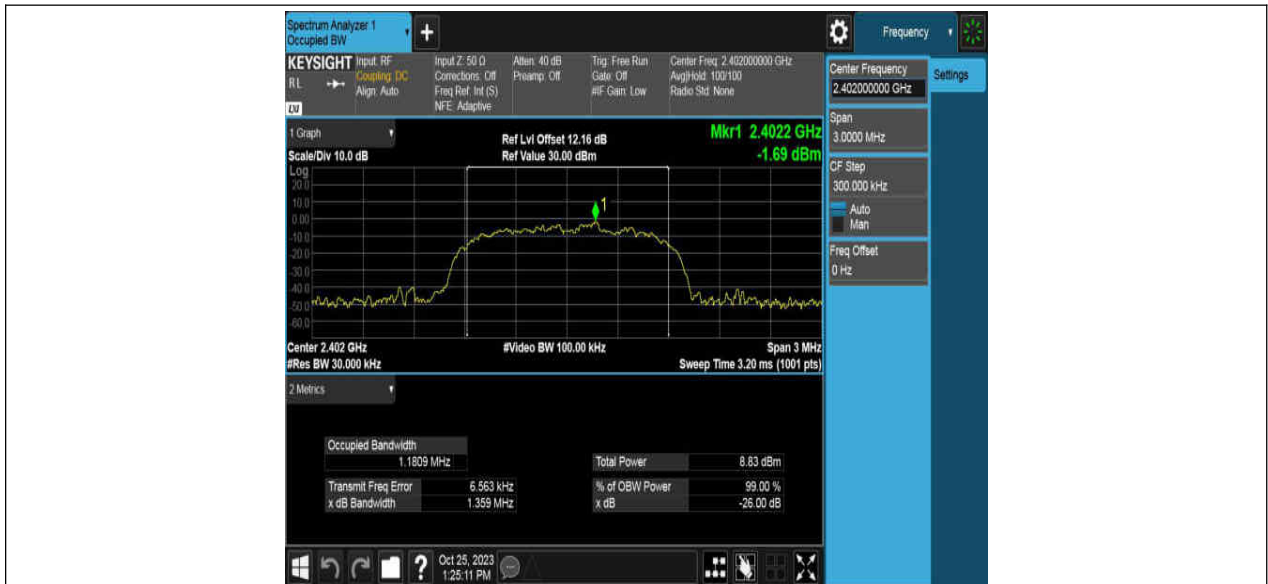 Spectrum Analyzer 1
Occupied BW
+
Frequency
KEYSIGHT
RL
LXI
Input: RF
Coupling: DC
Align: Auto
Input Z: 50 Ω
Corrections: Off
Freq Ref: Int (S)
NFE: Adaptive
Atten: 40 dB
Preamp: Off
Trig: Free Run
Gate: Off
#IF Gain: Low
Center Freq: 2.402000000 GHz
Avg|Hold: 100/100
Radio Std: None
Center Frequency
2.402000000 GHz
Settings
Span
3.0000 MHz
CF Step
300.000 kHz
Auto
Man
Freq Offset
0 Hz
1 Graph
Scale/Div 10.0 dB
Ref Lvl Offset 12.16 dB
Ref Value 30.00 dBm
Mkr1 2.4022 GHz
-1.69 dBm
Log
20.0
10.0
0.00
-10.0
-20.0
-30.0
-40.0
-50.0
-60.0
1
Center 2.402 GHz
#Video BW 100.00 kHz
Span 3 MHz
#Res BW 30.000 kHz
Sweep Time 3.20 ms (1001 pts)
2 Metrics
Occupied Bandwidth
1.1809 MHz
Total Power 8.83 dBm
Transmit Freq Error 6.563 kHz
% of OBW Power 99.00 %
x dB Bandwidth 1.359 MHz
x dB -26.00 dB
?
Oct 25, 2023
1:25:11 PM